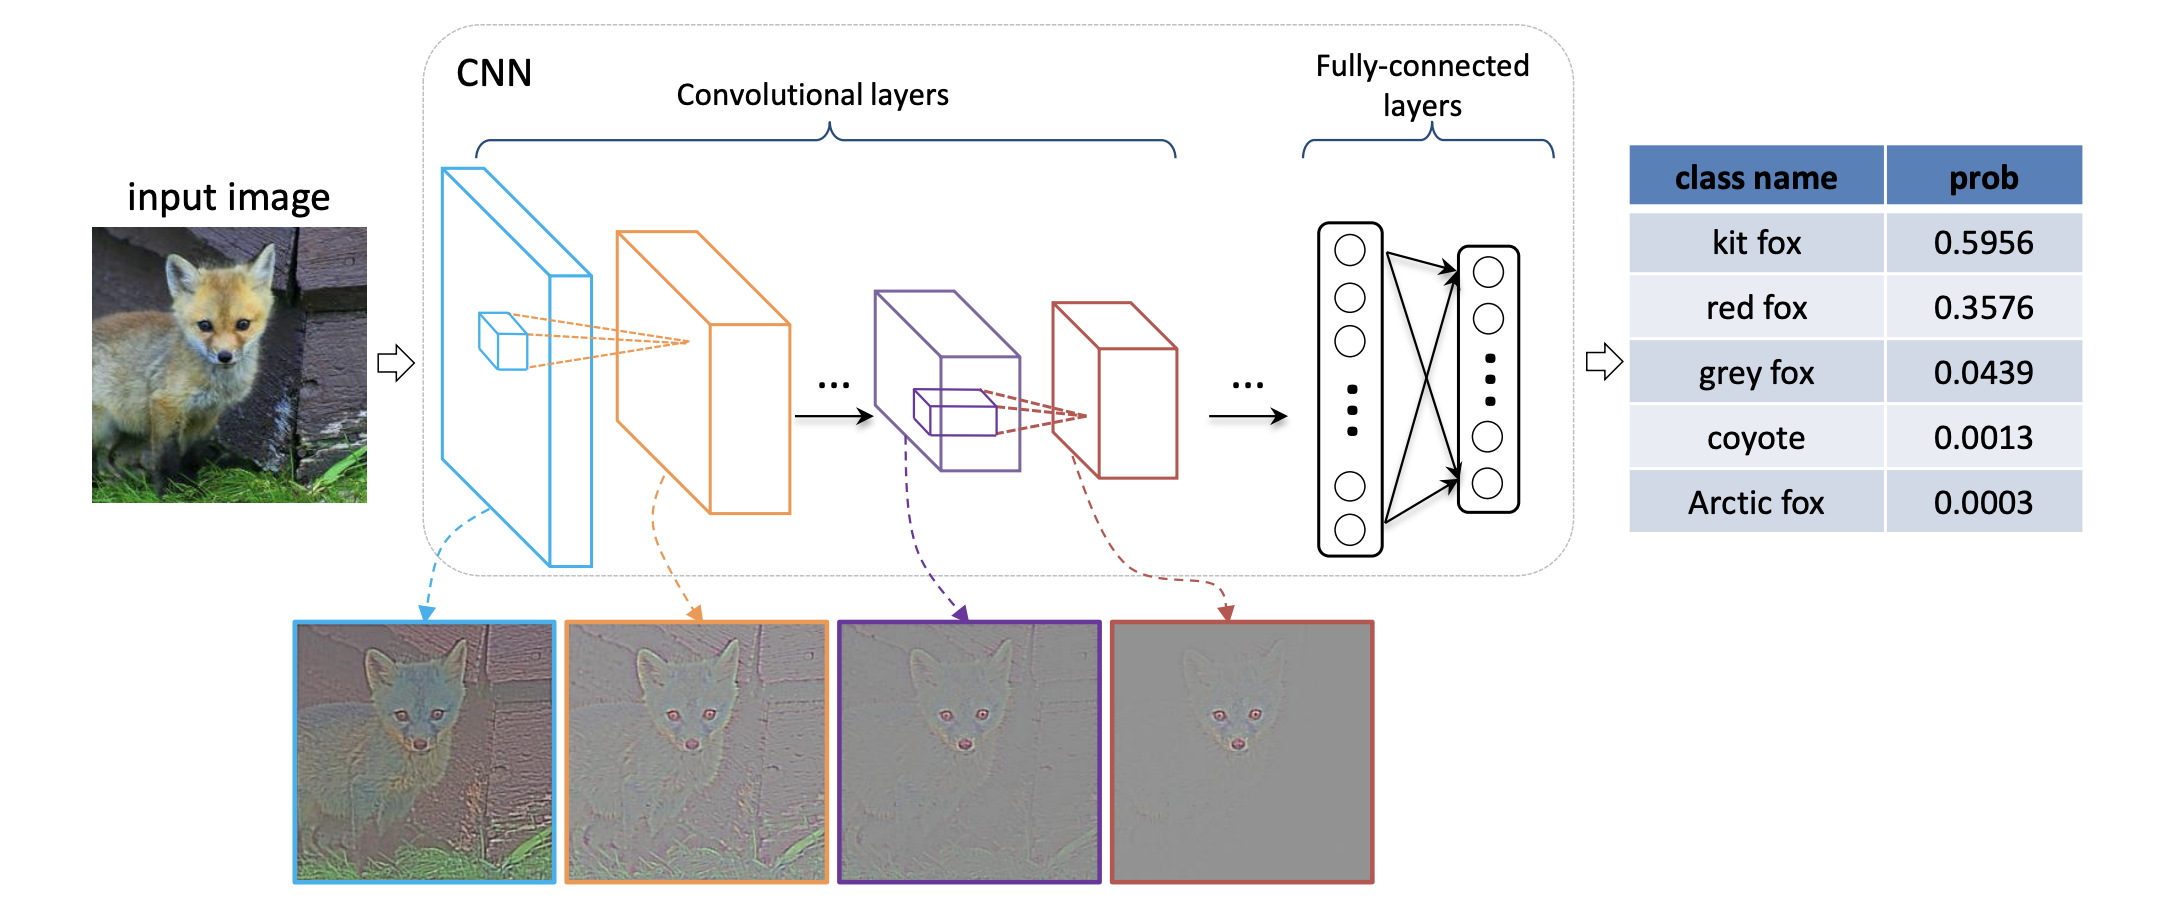 CNN
Convolutional layers
Fully-connected
layers
input image
...
...
class name prob
kit fox 0.5956
red fox 0.3576
grey fox 0.0439
coyote 0.0013
Arctic fox 0.0003